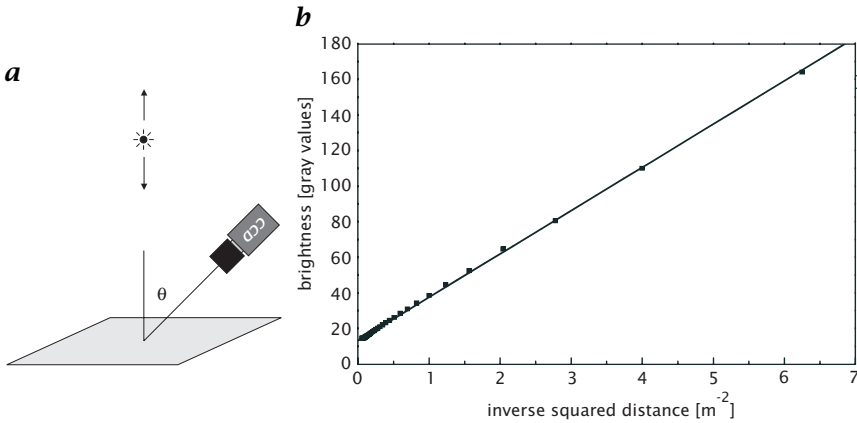 a
CCD
θ
b
brightness [gray values]
180
160
140
120
100
80
60
40
20
0
0 1 2 3 4 5 6 7
inverse squared distance [m⁻²]